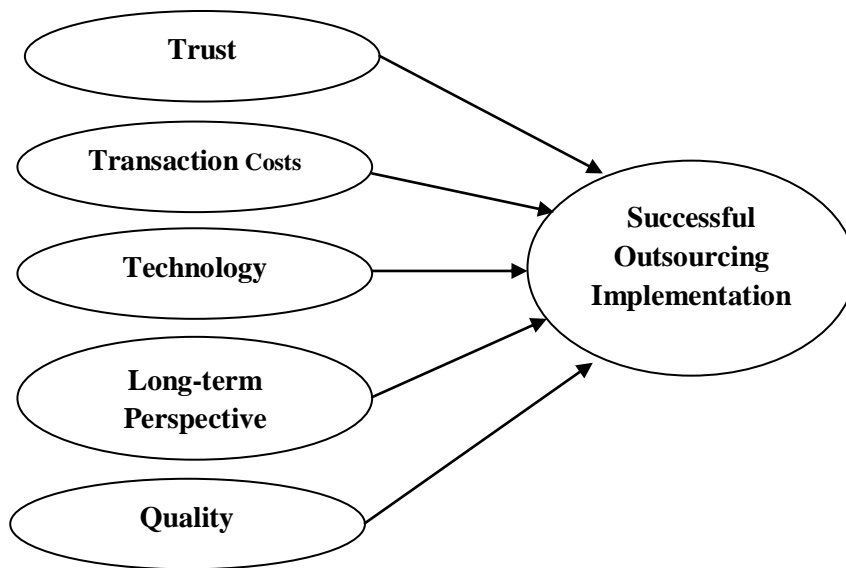 Trust
Transaction Costs
Technology
Long-term
Perspective
Quality
Successful
Outsourcing
Implementation